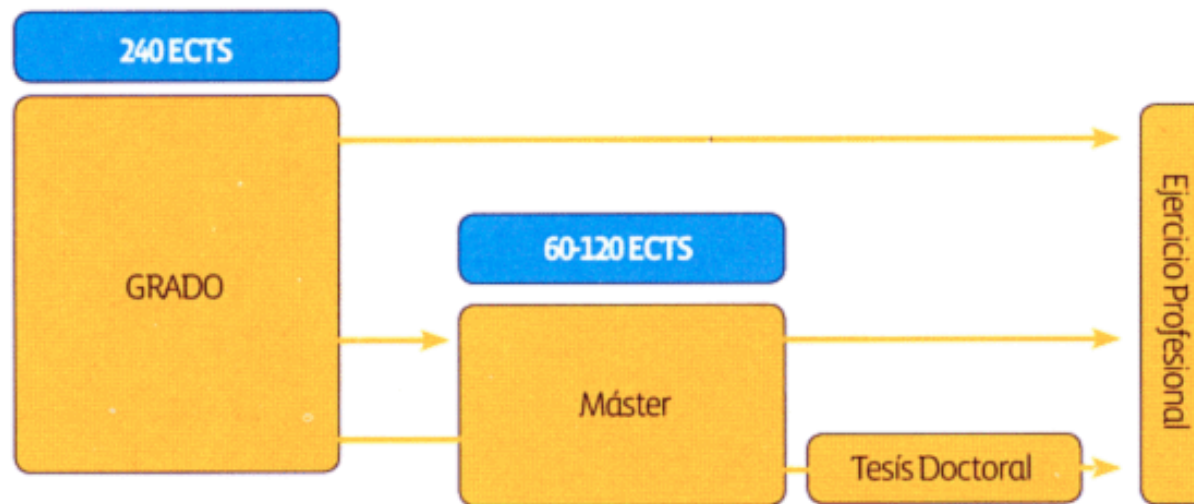 240 ECTS
GRADO
60-120 ECTS
Máster
Tesís Doctoral
Ejercicio Profesional